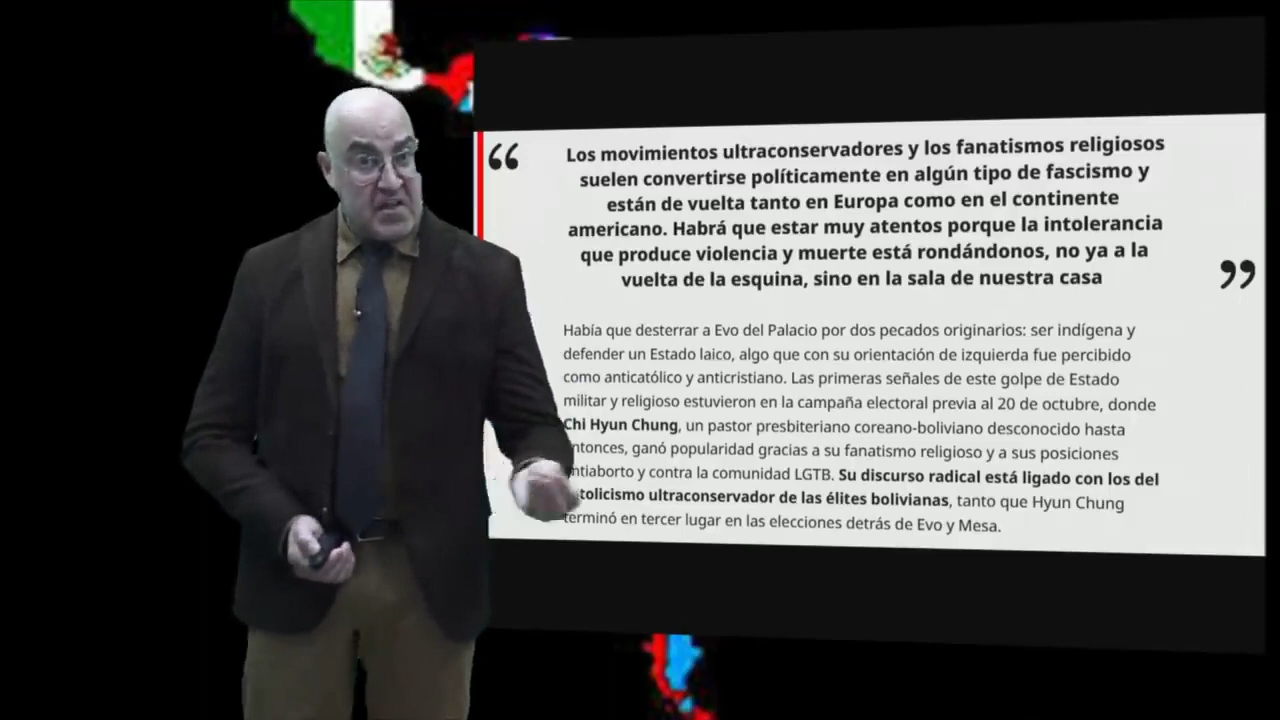 “ Los movimientos ultraconservadores y los fanatismos religiosos
suelen convertirse políticamente en algún tipo de fascismo y
están de vuelta tanto en Europa como en el continente
americano. Habrá que estar muy atentos porque la intolerancia
que produce violencia y muerte está rondándonos, no ya a la
vuelta de la esquina, sino en la sala de nuestra casa ”
Había que desterrar a Evo del Palacio por dos pecados originarios: ser indígena y
defender un Estado laico, algo que con su orientación de izquierda fue percibido
como anticatólico y anticristiano. Las primeras señales de este golpe de Estado
militar y religioso estuvieron en la campaña electoral previa al 20 de octubre, donde
Chi Hyun Chung, un pastor presbiteriano coreano-boliviano desconocido hasta
ntonces, ganó popularidad gracias a su fanatismo religioso y a sus posiciones
ntiaborto y contra la comunidad LGTB. Su discurso radical está ligado con los del
tolicismo ultraconservador de las élites bolivianas, tanto que Hyun Chung
terminó en tercer lugar en las elecciones detrás de Evo y Mesa.